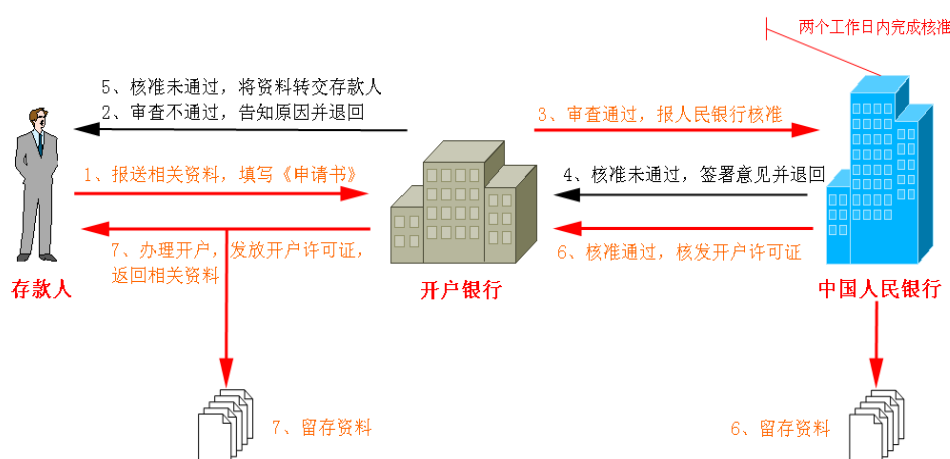 两个工作日内完成核准
5、核准未通过，将资料转交存款人
2、审查不通过，告知原因并退回
3、审查通过，报人民银行核准
1、报送相关资料，填写《申请书》
4、核准未通过，签署意见并退回
7、办理开户，发放开户许可证，
返回相关资料
6、核准通过，核发开户许可证
存款人
开户银行
中国人民银行
7、留存资料
6、留存资料